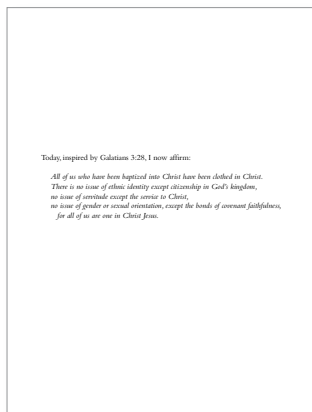 Today, inspired by Galatians 3:28, I now affirm:
All of us who have been baptized into Christ have been clothed in Christ.
There is no issue of ethnic identity except citizenship in God's kingdom,
no issue of servitude except the service to Christ,
no issue of gender or sexual orientation, except the bonds of covenant faithfulness,
for all of us are one in Christ Jesus.